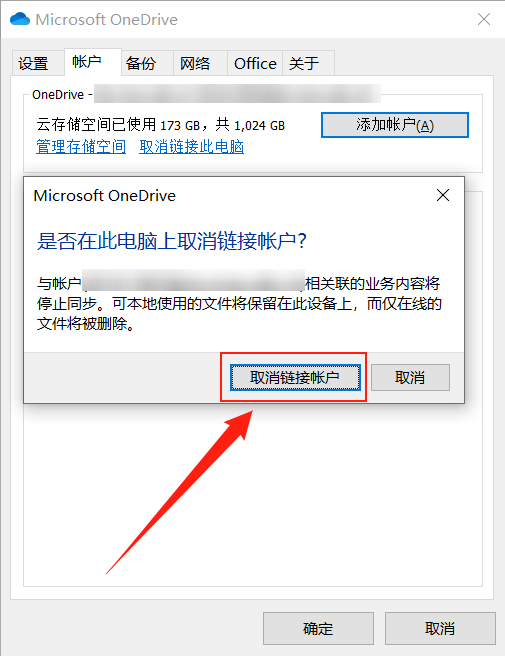 Microsoft OneDrive
设置 帐户 备份 网络 Office 关于
OneDrive -
云存储空间已使用 173 GB，共 1,024 GB
添加帐户(A)
管理存储空间 取消链接此电脑
Microsoft OneDrive
是否在此电脑上取消链接帐户?
与帐户 相关联的业务内容将
停止同步。可本地使用的文件将保留在此设备上，而仅在线的
文件将被删除。
取消链接帐户 取消
确定 取消